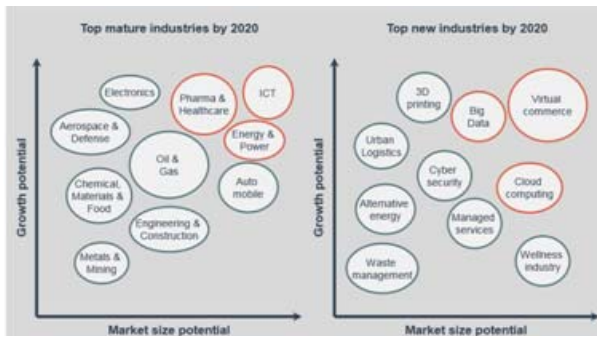 Top mature industries by 2020
Growth potential
Electronics
Pharma &
Healthcare
ICT
Aerospace &
Defense
Energy &
Power
Oil &
Gas
Auto
mobile
Chemical,
Materials &
Food
Engineering &
Construction
Metals &
Mining
Market size potential
Top new industries by 2020
Growth potential
3D
printing
Big
Data
Virtual
commerce
Urban
Logistics
Cyber
security
Cloud
computing
Alternative
energy
Managed
services
Waste
management
Wellness
industry
Market size potential